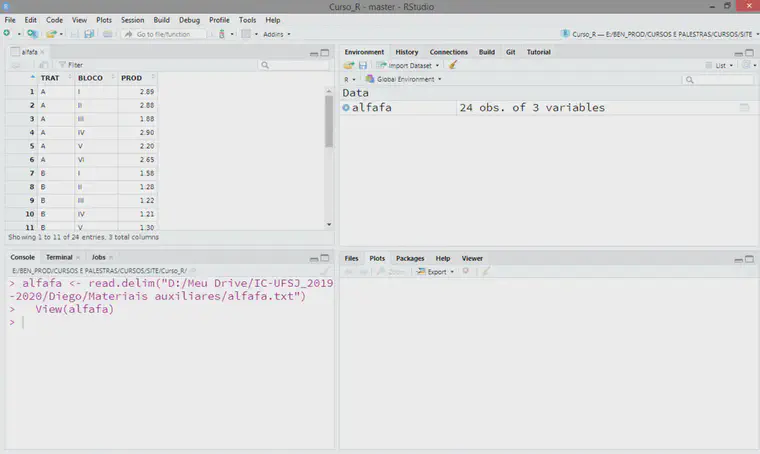 Curso_R - master - RStudio
File Edit Code View Plots Session Build Debug Profile Tools Help
Go to file/function Addins Curso_R — E:/BEN_PROD/CURSOS E PALESTRAS/CURSOS/SITE
alfafa
Filter
TRAT BLOCO PROD
1 A I 2.89
2 A II 2.88
3 A III 1.88
4 A IV 2.90
5 A V 2.20
6 A VI 2.65
7 B I 1.58
8 B II 1.28
9 B III 1.22
10 B IV 1.21
11 B V 1.30
Showing 1 to 11 of 24 entries, 3 total columns
Console Terminal Jobs
E:/BEN_PROD/CURSOS E PALESTRAS/CURSOS/SITE/Curso_R/
> alfafa <- read.delim("D:/Meu Drive/IC-UFSJ_2019
-2020/Diego/Materiais auxiliares/alfafa.txt")
> View(alfafa)
>
Environment History Connections Build Git Tutorial
Import Dataset List
R Global Environment
Data
alfafa 24 obs. of 3 variables
Files Plots Packages Help Viewer
Zoom Export